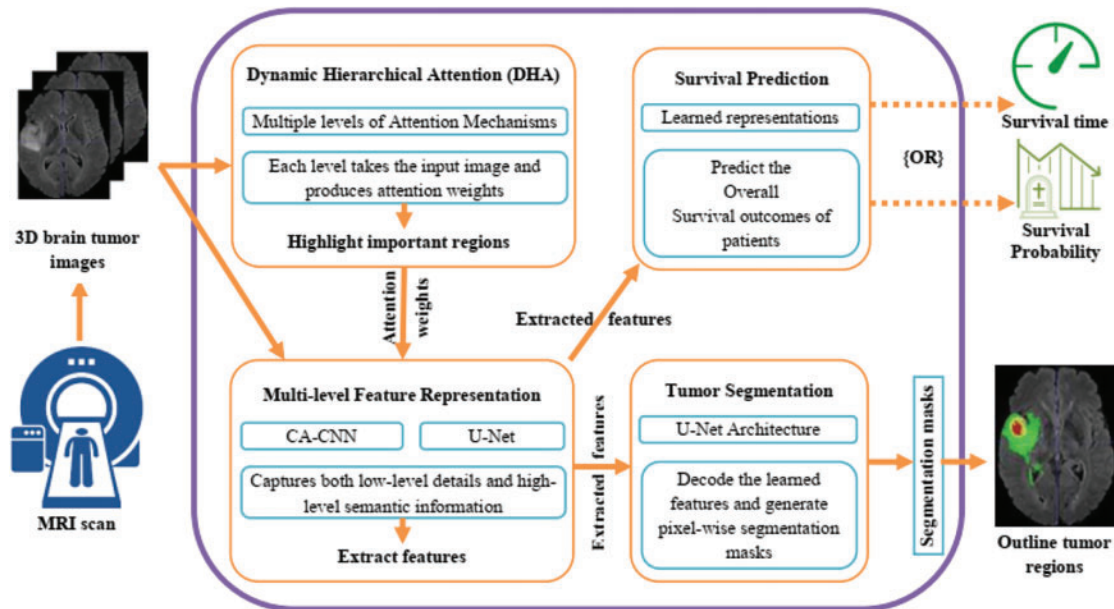 Dynamic Hierarchical Attention (DHA)
Multiple levels of Attention Mechanisms
Each level takes the input image and
produces attention weights
Highlight important regions
Survival Prediction
Learned representations
Predict the
Overall
Survival outcomes of
patients
Survival time
{OR}
Survival
Probability
3D brain tumor
images
MRI scan
Attention
weights
Extracted features
Multi-level Feature Representation
CA-CNN
U-Net
Captures both low-level details and high-
level semantic information
Extract features
Extracted features
Tumor Segmentation
U-Net Architecture
Decode the learned
features and generate
pixel-wise segmentation
masks
Segmentation masks
Outline tumor
regions